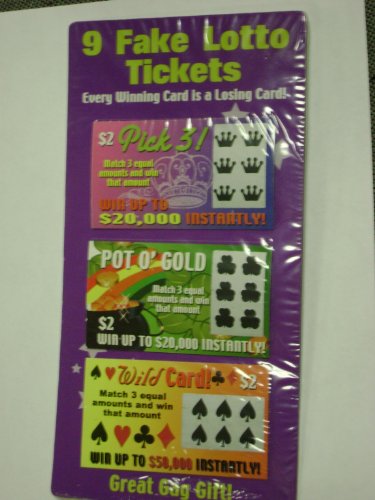 9 Fake Lotto
Tickets
Every Winning Card is a Losing Card!
$2 Pick 3!
Match 3 equal
amounts and win
that amount
WIN UP TO
$20,000 INSTANTLY!
POT O' GOLD
Match 3 equal
amounts and win
that amount
$2
WIN UP TO $20,000 INSTANTLY!
Wild Card! $2
Match 3 equal
amounts and win
that amount
WIN UP TO $50,000 INSTANTLY!
Great Gag Gift!